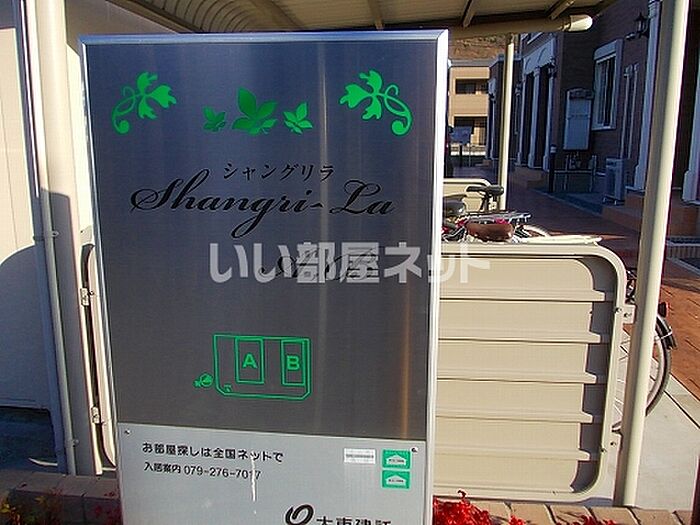 シャングリラ
Shangri-La
いい部屋ネット
A B
お部屋探しは全国ネットで
入居案内 079-276-7017
大東建託